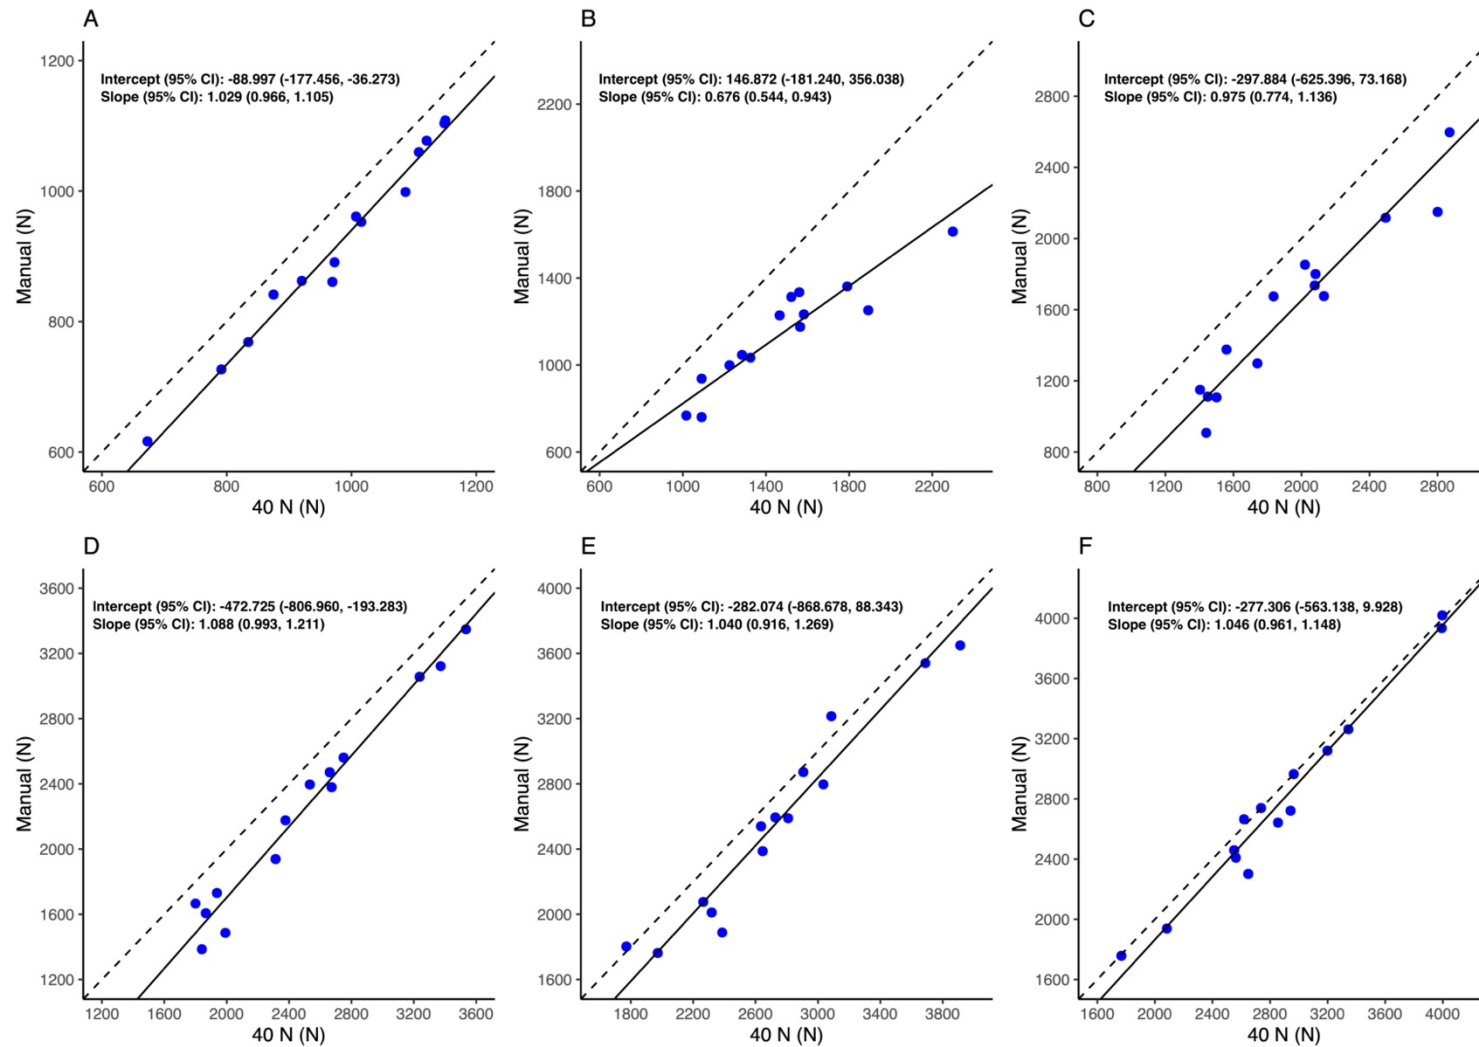 A
Intercept (95% CI): -88.997 (-177.456, -36.273)
Slope (95% CI): 1.029 (0.966, 1.105)
Manual (N)
1200
1000
800
600
600 800 1000 1200
40 N (N)
B
Intercept (95% CI): 146.872 (-181.240, 356.038)
Slope (95% CI): 0.676 (0.544, 0.943)
Manual (N)
2200
1800
1400
1000
600
600 1000 1400 1800 2200
40 N (N)
C
Intercept (95% CI): -297.884 (-625.396, 73.168)
Slope (95% CI): 0.975 (0.774, 1.136)
Manual (N)
2800
2400
2000
1600
1200
800
800 1200 1600 2000 2400 2800
40 N (N)
D
Intercept (95% CI): -472.725 (-806.960, -193.283)
Slope (95% CI): 1.088 (0.993, 1.211)
Manual (N)
3600
3200
2800
2400
2000
1600
1200
1200 1600 2000 2400 2800 3200 3600
40 N (N)
E
Intercept (95% CI): -282.074 (-868.678, 88.343)
Slope (95% CI): 1.040 (0.916, 1.269)
Manual (N)
4000
3600
3200
2800
2400
2000
1600
1800 2200 2600 3000 3400 3800
40 N (N)
F
Intercept (95% CI): -277.306 (-563.138, 9.928)
Slope (95% CI): 1.046 (0.961, 1.148)
Manual (N)
4000
3600
3200
2800
2400
2000
1600
1600 2000 2400 2800 3200 3600 4000
40 N (N)